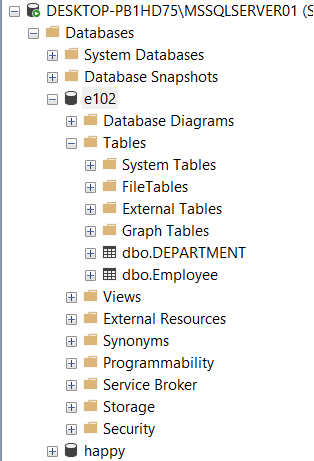 DESKTOP-PB1HD75\MSSQLSERVER01 (S
Databases
System Databases
Database Snapshots
e102
Database Diagrams
Tables
System Tables
FileTables
External Tables
Graph Tables
dbo.DEPARTMENT
dbo.Employee
Views
External Resources
Synonyms
Programmability
Service Broker
Storage
Security
happy